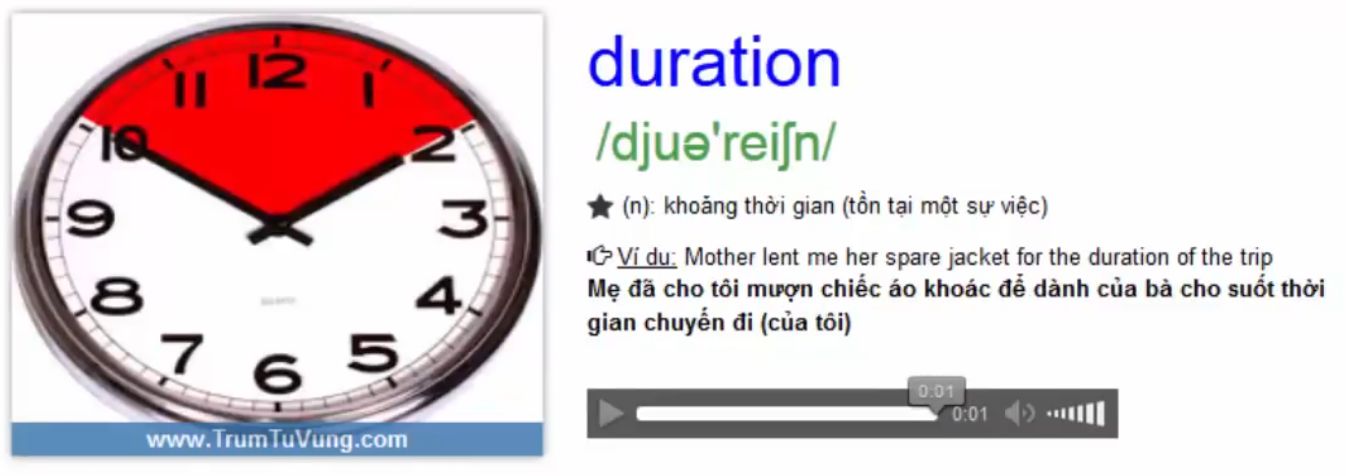 12
11
1
10
2
9
3
8
4
7
5
6
www.TrumTuVung.com
duration
/djuə'reiʃn/
(n): khoảng thời gian (tồn tại một sự việc)
Ví du: Mother lent me her spare jacket for the duration of the trip
Mẹ đã cho tôi mượn chiếc áo khoác để dành của bà cho suốt thời
gian chuyến đi (của tôi)
0:01
0:01